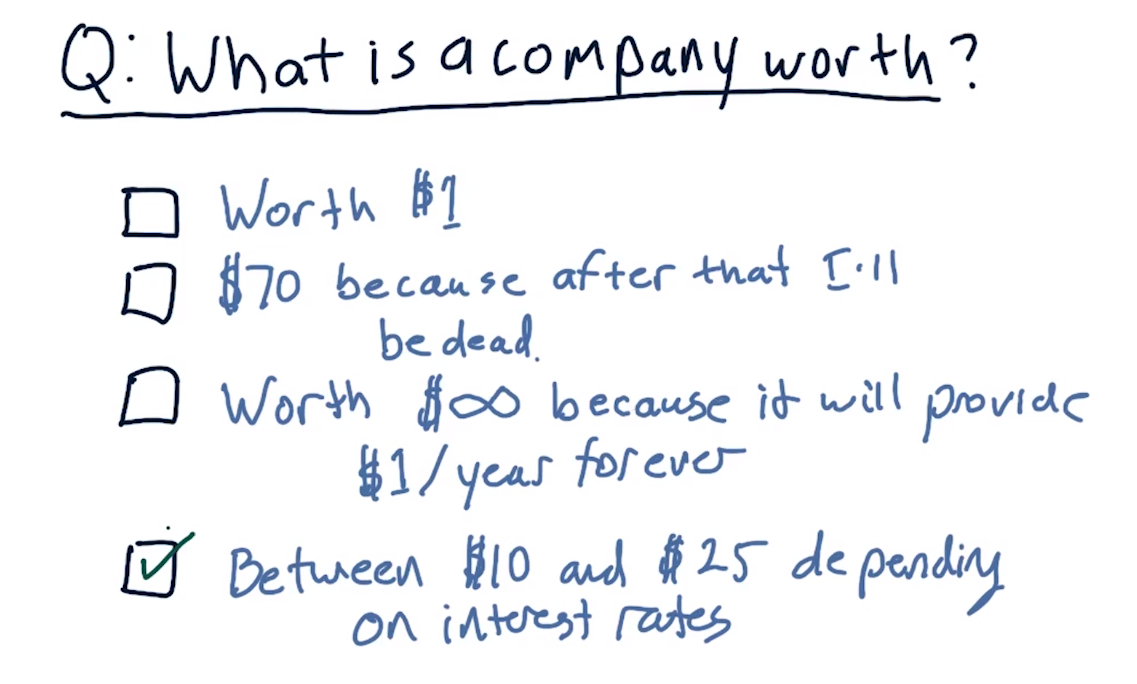 Q: What is a company worth?
Worth $1
$70 because after that I'll
be dead.
Worth $∞ because it will provide
$1/year forever
Between $10 and $25 depending
on interest rates